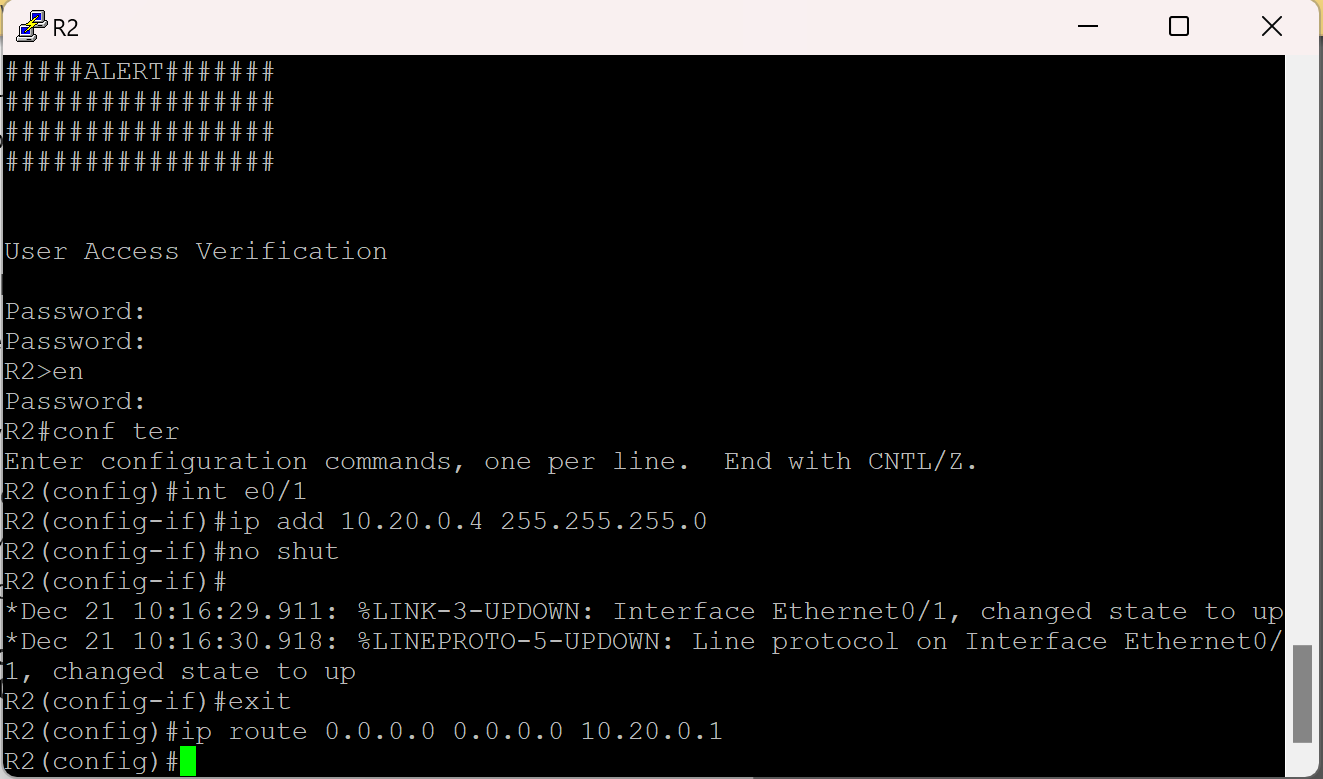 R2
#####ALERT#######
#################
#################
#################
User Access Verification
Password:
Password:
R2>en
Password:
R2#conf ter
Enter configuration commands, one per line.  End with CNTL/Z.
R2(config)#int e0/1
R2(config-if)#ip add 10.20.0.4 255.255.255.0
R2(config-if)#no shut
R2(config-if)#
*Dec 21 10:16:29.911: %LINK-3-UPDOWN: Interface Ethernet0/1, changed state to up
*Dec 21 10:16:30.918: %LINEPROTO-5-UPDOWN: Line protocol on Interface Ethernet0/
1, changed state to up
R2(config-if)#exit
R2(config)#ip route 0.0.0.0 0.0.0.0 10.20.0.1
R2(config)#